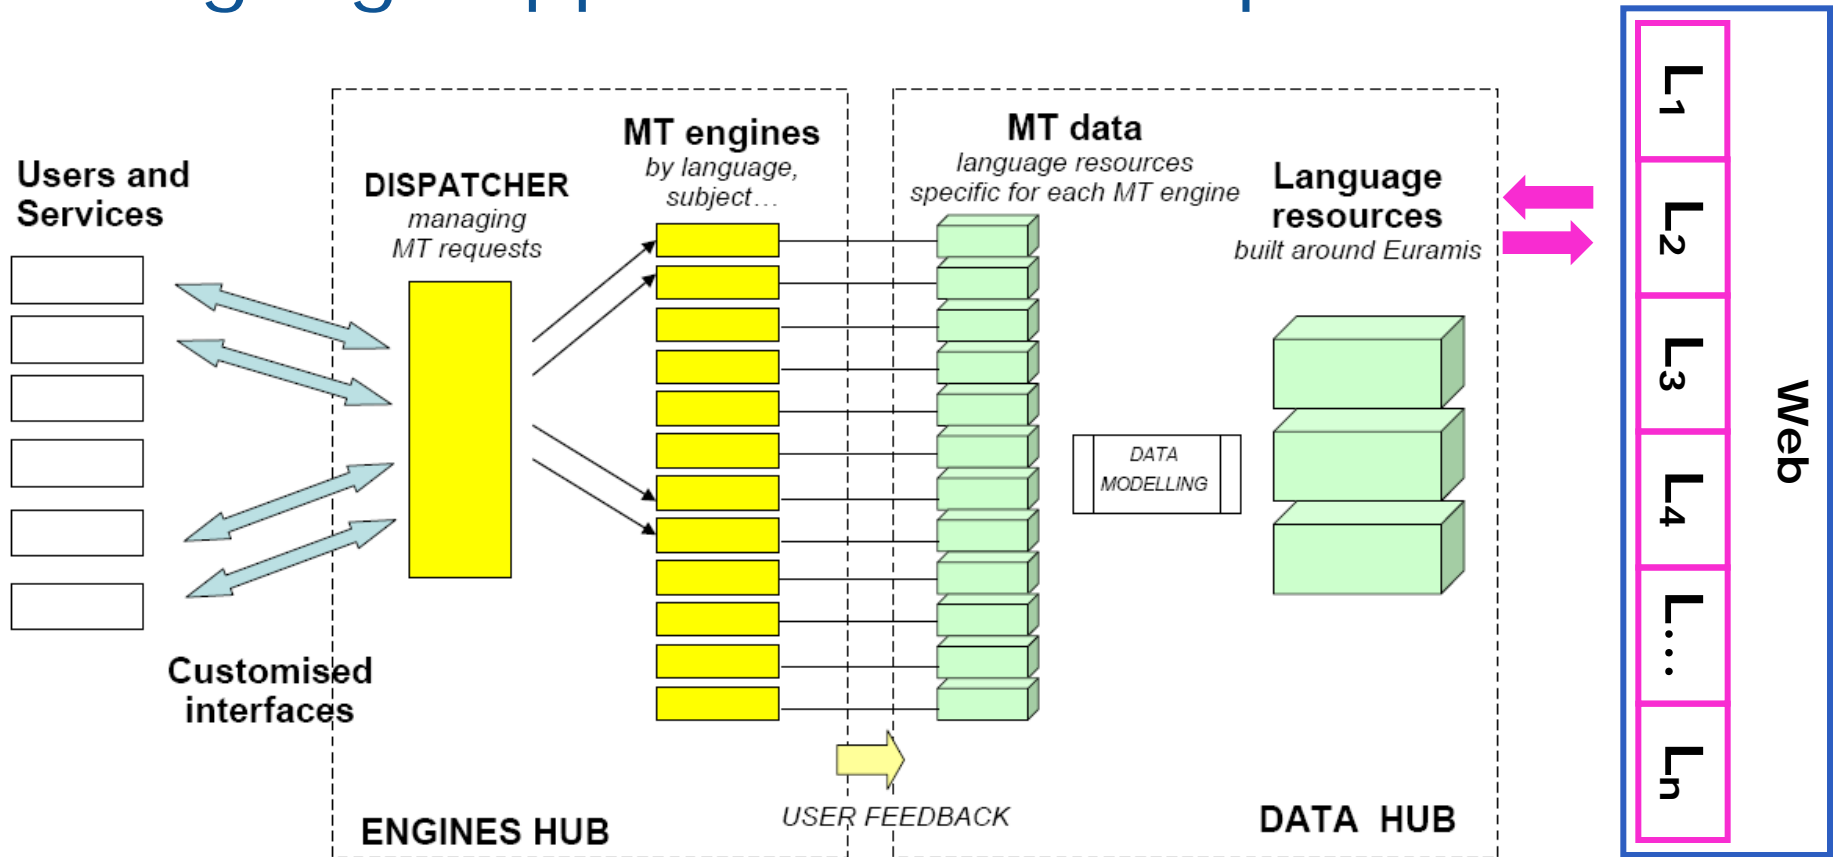 Users and
Services
DISPATCHER
managing
MT requests
MT engines
by language,
subject...
MT data
language resources
specific for each MT engine
Language
resources
built around Euramis
DATA
MODELLING
Customised
interfaces
USER FEEDBACK
ENGINES HUB
DATA HUB
L1
L2
L3
L4
L....
Ln
Web